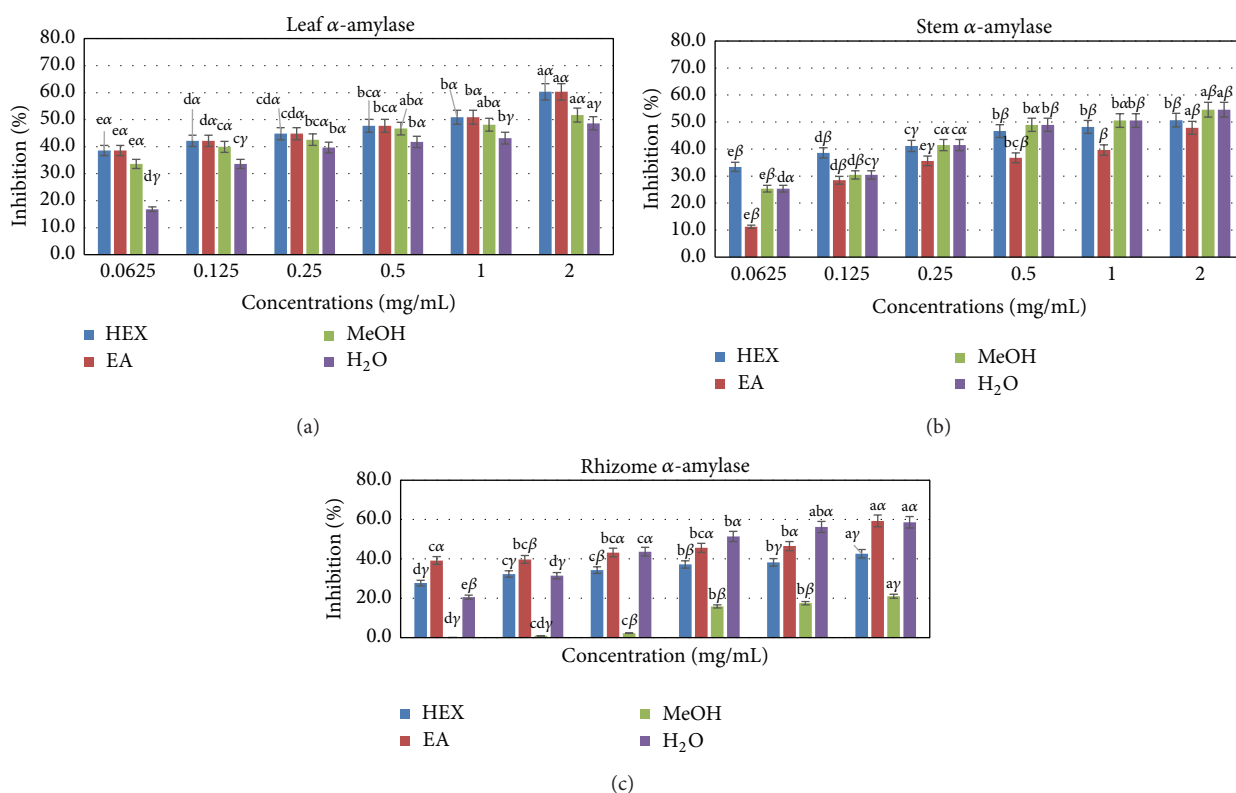 Leaf α-amylase
80.0
70.0
60.0
50.0
40.0
30.0
20.0
10.0
0.0
Inhibition (%)
eα eα eα dγ
dα dα cα cγ
cdα cdα bcα bα
bcα bcα abα bα
bα bα abα bγ
aα aα aα aγ
0.0625 0.125 0.25 0.5 1 2
Concentrations (mg/mL)
HEX MeOH
EA H₂O
(a)
Stem α-amylase
80.0
70.0
60.0
50.0
40.0
30.0
20.0
10.0
0.0
Inhibition (%)
eβ eβ eβ dα
dβ dβ dβ cγ
cγ eγ cα cα
bβ bcβ bα bβ
bβ β bα bβ
bβ aβ aβ aβ
0.0625 0.125 0.25 0.5 1 2
Concentrations (mg/mL)
HEX MeOH
EA H₂O
(b)
Rhizome α-amylase
80.0
60.0
40.0
20.0
0.0
Inhibition (%)
dγ cα dγ eβ
cγ bcβ cdγ dγ
cβ bcα cβ cα
bβ bcα bβ bα
bγ bα bβ abα
aγ aα aγ aα
Concentration (mg/mL)
HEX MeOH
EA H₂O
(c)